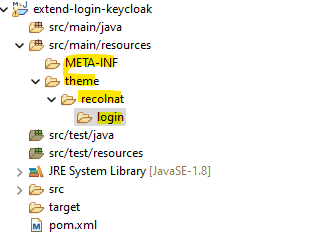 extend-login-keycloak
src/main/java
src/main/resources
META-INF
theme
recolnat
login
src/test/java
src/test/resources
JRE System Library [JavaSE-1.8]
src
target
pom.xml